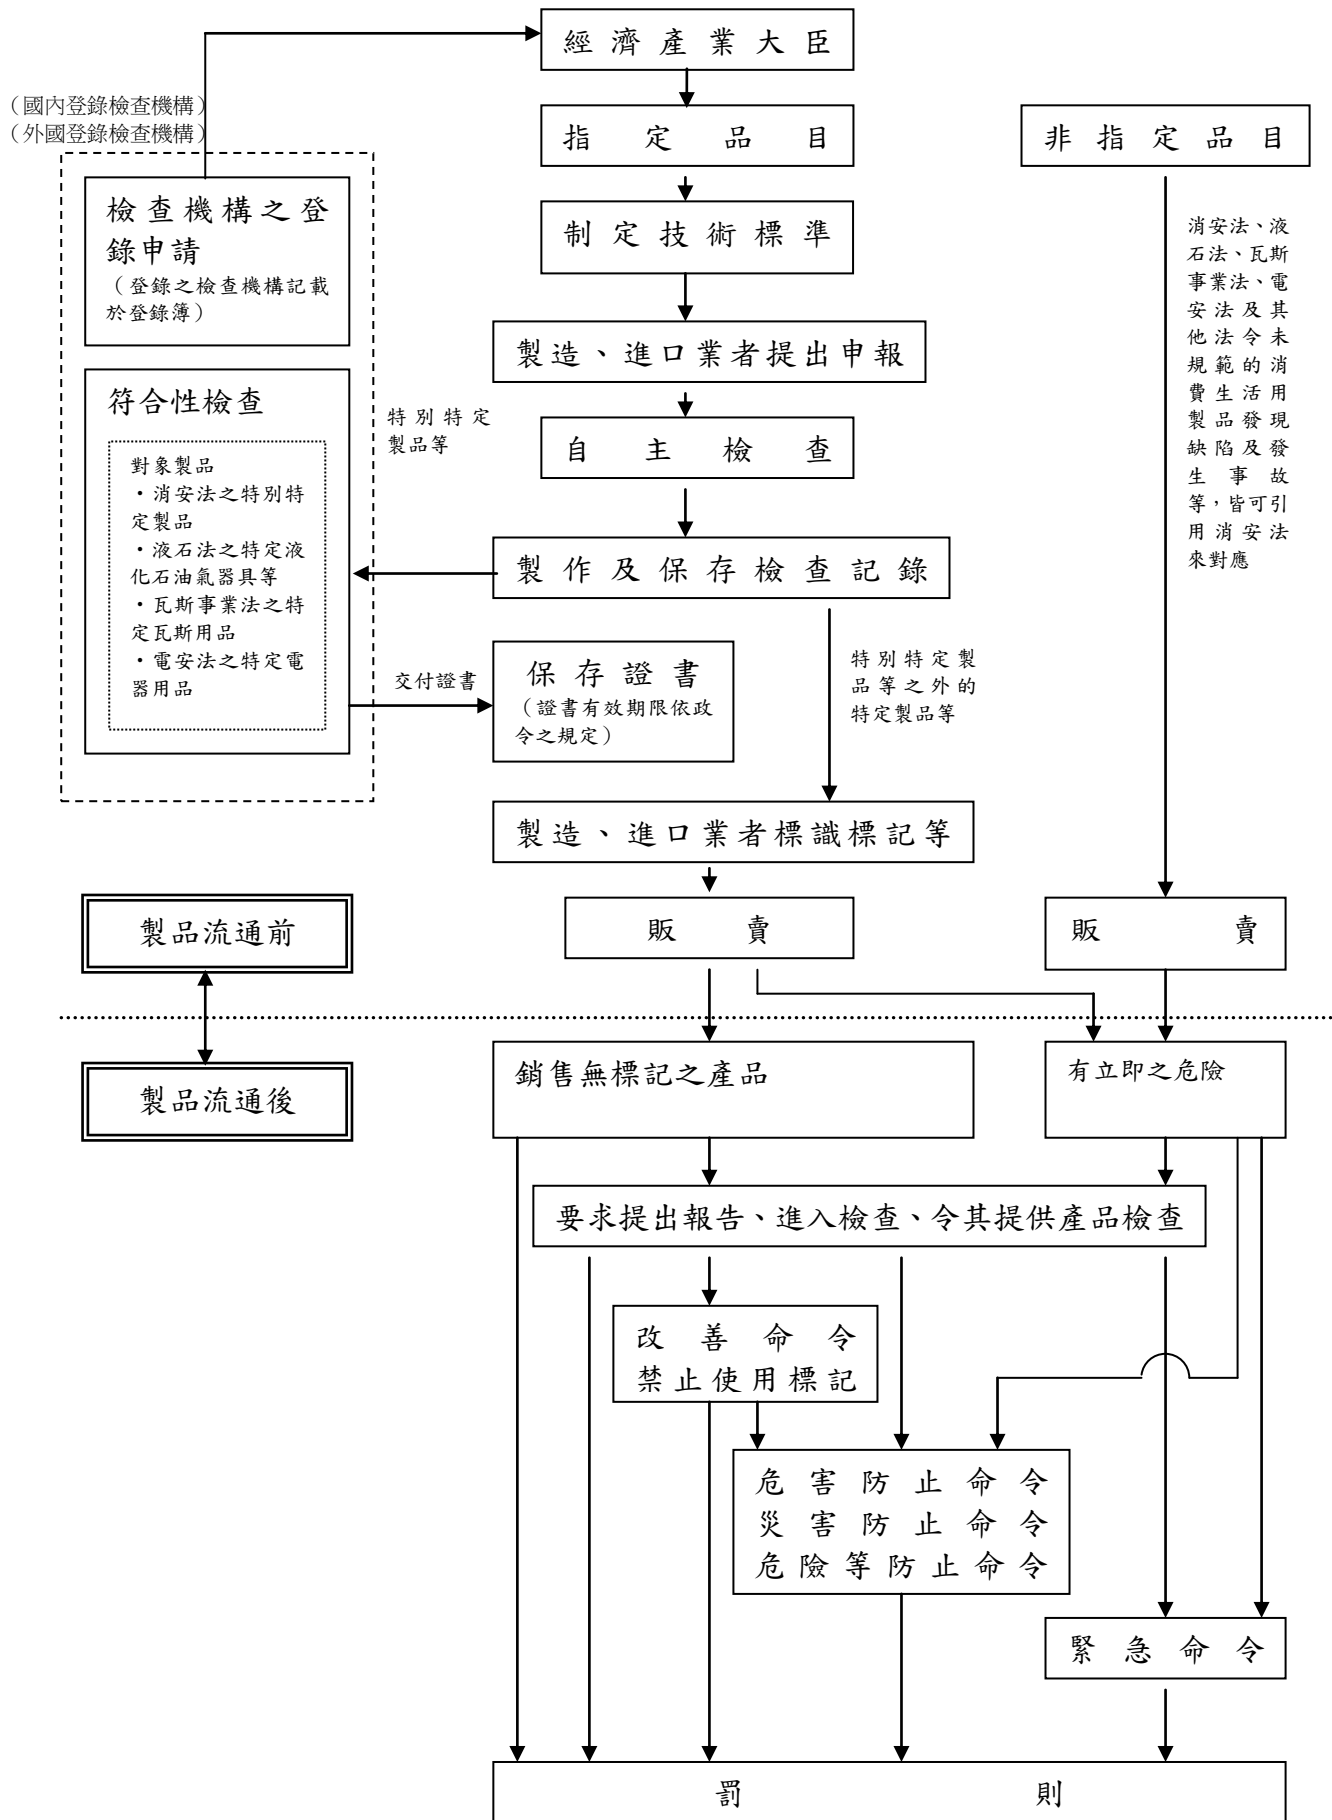 經濟產業大臣
（國內登錄檢查機構）
（外國登錄檢查機構）
指定品目
非指定品目
檢查機構之登
錄申請
（登錄之檢查機構記載
於登錄簿）
制定技術標準
消安法、液
石法、瓦斯
事業法、電
安法及其
他法令未
規範的消
費生活用
製品發現
缺陷及發
生事故
等，皆可引
用消安法
來對應
製造、進口業者提出申報
符合性檢查
特別特定
製品等
自主檢查
對象製品
・消安法之特別特
定製品
・液石法之特定液
化石油氣器具等
・瓦斯事業法之特
定瓦斯用品
・電安法之特定電
器用品
製作及保存檢查記錄
交付證書
保存證書
（證書有效期限依政
令之規定）
特別特定製
品等之外的
特定製品等
製造、進口業者標識標記等
製品流通前
販賣
販賣
製品流通後
銷售無標記之產品
有立即之危險
要求提出報告、進入檢查、令其提供產品檢查
改善命令
禁止使用標記
危害防止命令
災害防止命令
危險等防止命令
緊急命令
罰則